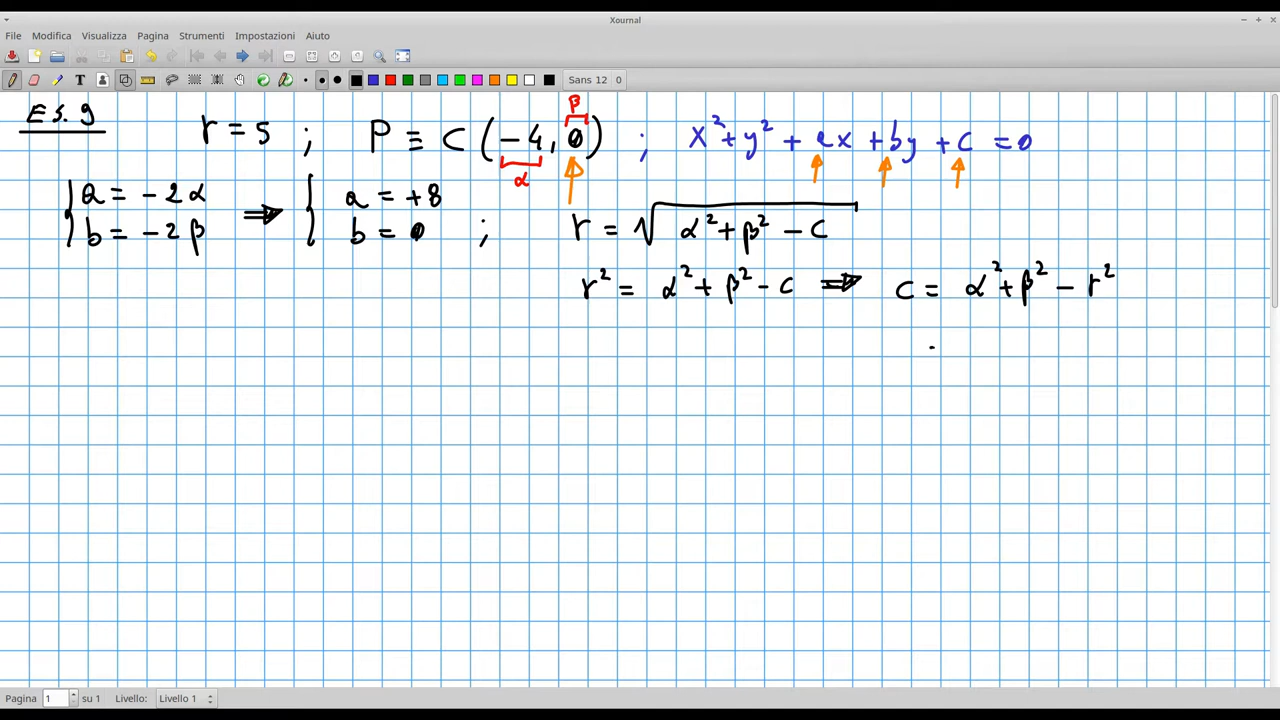 Xournal
File Modifica Visualizza Pagina Strumenti Impostazioni Aiuto
Sans 12 0
ES. 9 r = 5 ; P ≡ C (-4, 0) ; x² + y² + ax + by + c = 0
β
α
{ a = -2α ⇒ { a = +8
b = -2β b = 0 ; r = √(α² + β² - c)
r² = α² + β² - c ⇒ c = α² + β² - r²
Pagina 1 su 1 Livello: Livello 1